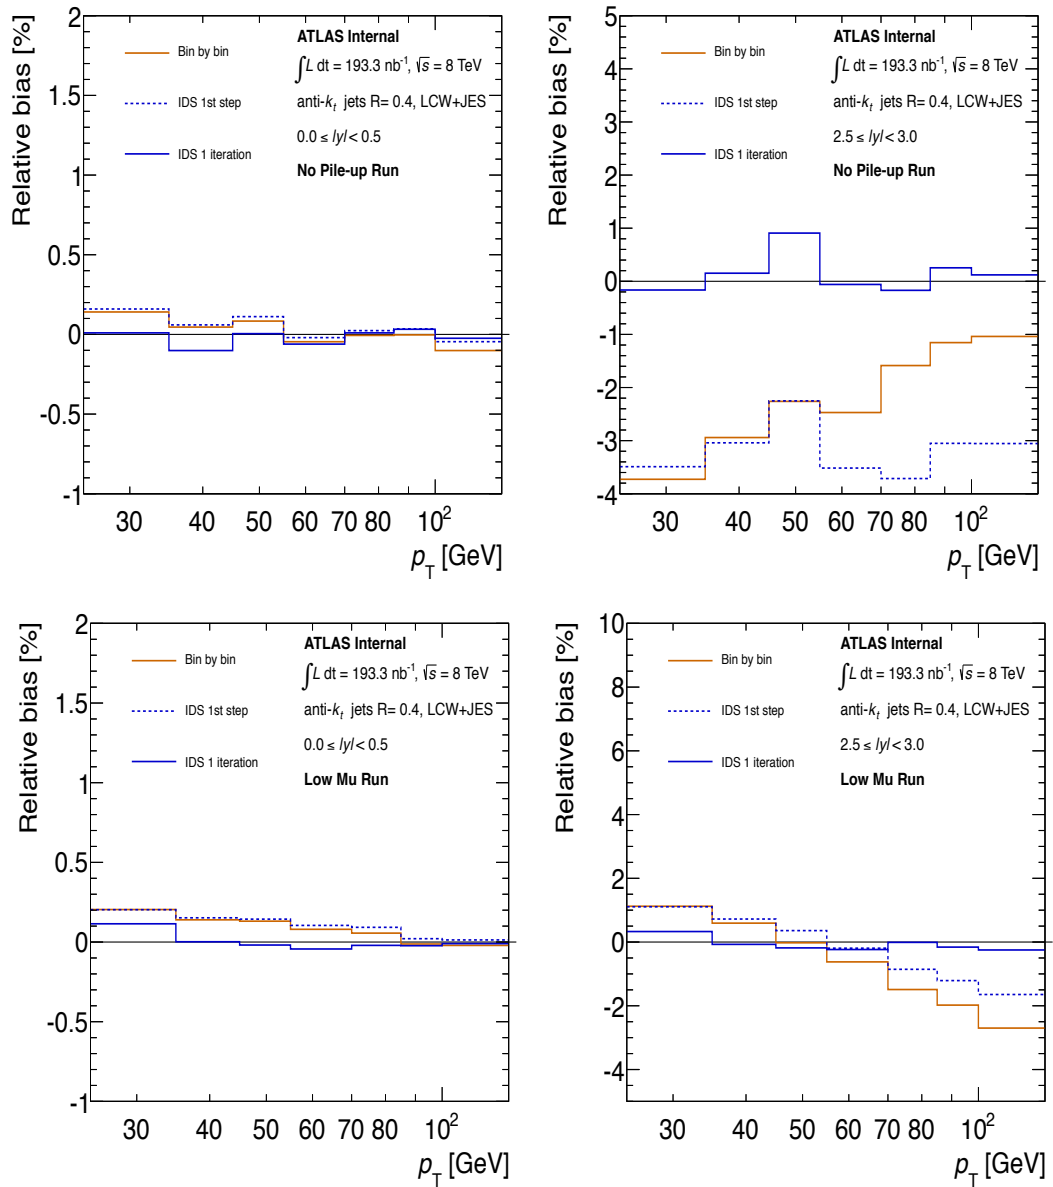 Relative bias [%]
2
1.5
1
0.5
0
-0.5
-1
Bin by bin
IDS 1st step
IDS 1 iteration
ATLAS Internal
∫L dt = 193.3 nb⁻¹, √s = 8 TeV
anti-kₜ jets R= 0.4, LCW+JES
0.0 ≤ |y| < 0.5
No Pile-up Run
30 40 50 60 70 80 10²
p_T [GeV]
Relative bias [%]
5
4
3
2
1
0
-1
-2
-3
-4
Bin by bin
IDS 1st step
IDS 1 iteration
ATLAS Internal
∫L dt = 193.3 nb⁻¹, √s = 8 TeV
anti-kₜ jets R= 0.4, LCW+JES
2.5 ≤ |y| < 3.0
No Pile-up Run
30 40 50 60 70 80 10²
p_T [GeV]
Relative bias [%]
2
1.5
1
0.5
0
-0.5
-1
Bin by bin
IDS 1st step
IDS 1 iteration
ATLAS Internal
∫L dt = 193.3 nb⁻¹, √s = 8 TeV
anti-kₜ jets R= 0.4, LCW+JES
0.0 ≤ |y| < 0.5
Low Mu Run
30 40 50 60 70 80 10²
p_T [GeV]
Relative bias [%]
10
8
6
4
2
0
-2
-4
Bin by bin
IDS 1st step
IDS 1 iteration
ATLAS Internal
∫L dt = 193.3 nb⁻¹, √s = 8 TeV
anti-kₜ jets R= 0.4, LCW+JES
2.5 ≤ |y| < 3.0
Low Mu Run
30 40 50 60 70 80 10²
p_T [GeV]